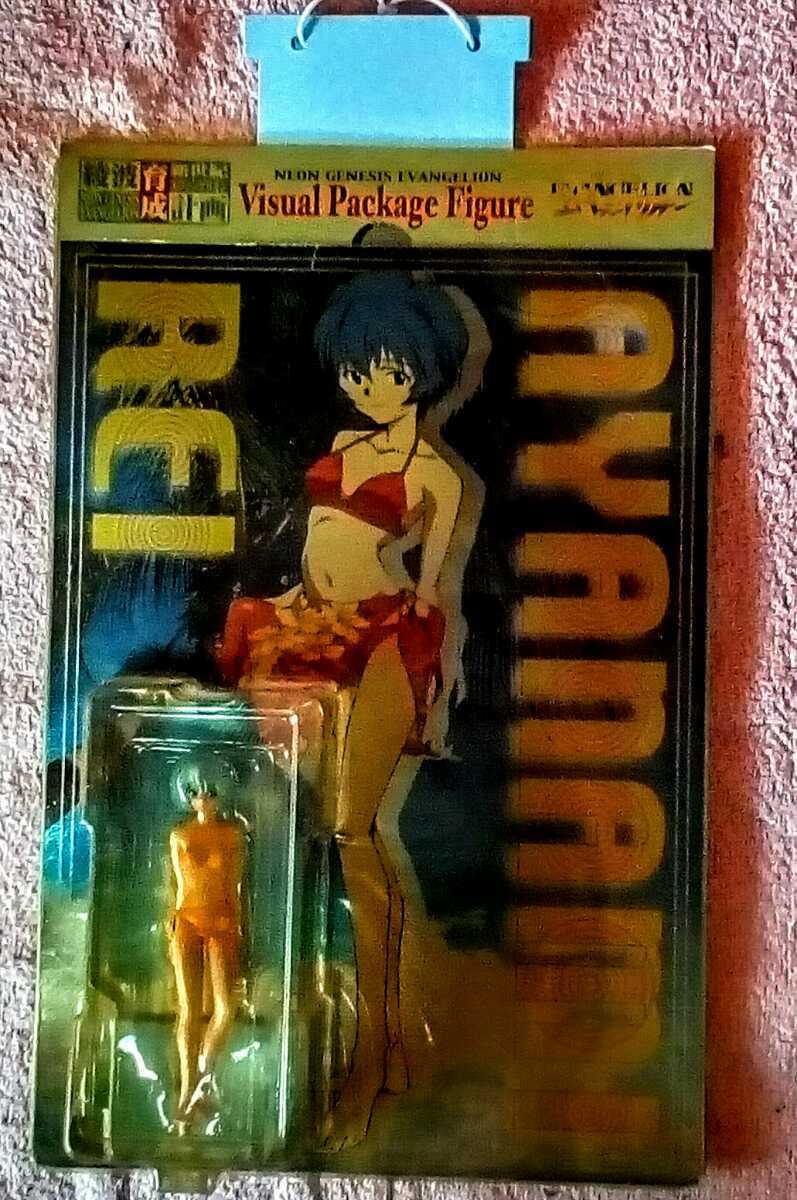 綾波育成計画
NEON GENESIS EVANGELION
Visual Package Figure
EVANGELION
REI
AYANAMI